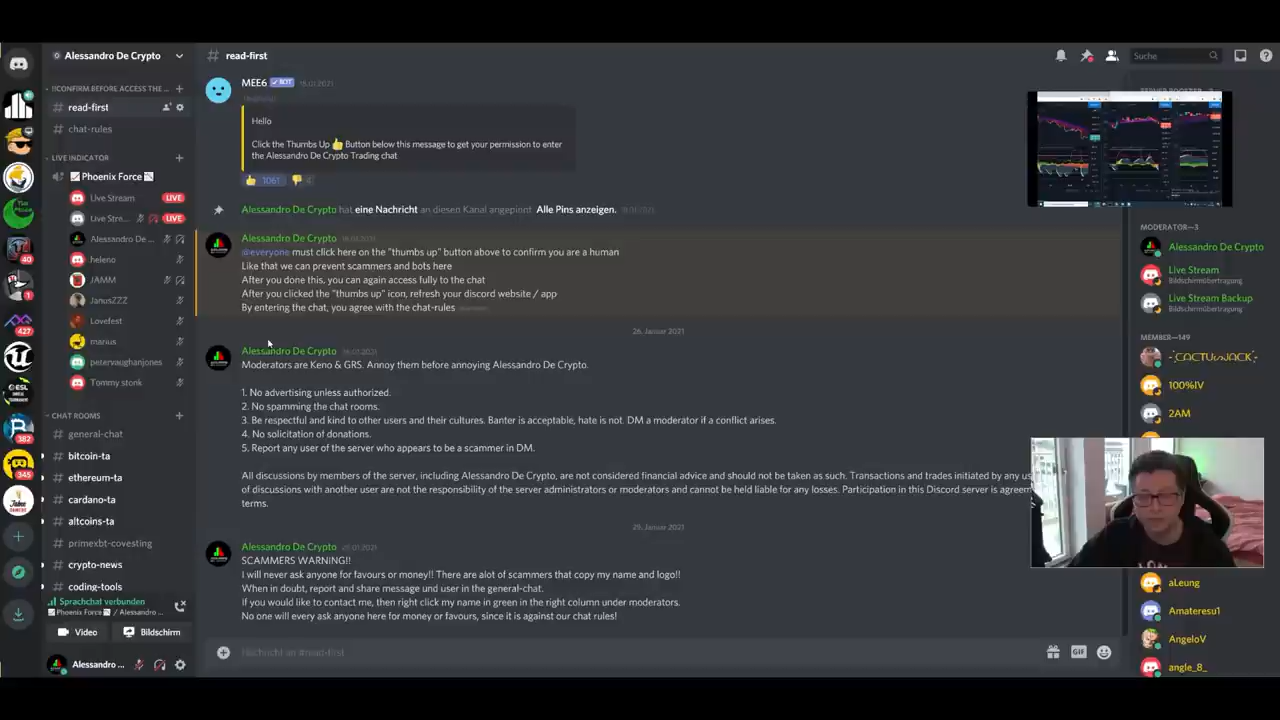 Alessandro De Crypto
# read-first
Suche
!!CONFIRM BEFORE ACCESS THE ...
read-first
chat-rules
LIVE INDICATOR
Phoenix Force
Live Stream LIVE
Live Stre... LIVE
Alessandro De ...
heleno
JAMM
JanusZZZ
Lovefest
marius
petervaughanjones
Tommy stonk
CHAT ROOMS
general-chat
bitcoin-ta
ethereum-ta
cardano-ta
altcoins-ta
primexbt-covesting
crypto-news
coding-tools
Sprachchat verbunden
Phoenix Force / Alessandro ...
Video Bildschirm
Alessandro ...
40
1
427
382
345
MEE6 BOT 15.01.2021
Hello
Click the Thumbs Up 👍 Button below this message to get your permission to enter
the Alessandro De Crypto Trading chat
1061
Alessandro De Crypto hat eine Nachricht an diesen Kanal angepinnt. Alle Pins anzeigen.
Alessandro De Crypto
@everyone must click here on the "thumbs up" button above to confirm you are a human
Like that we can prevent scammers and bots here
After you done this, you can again access fully to the chat
After you clicked the "thumbs up" icon, refresh your discord website / app
By entering the chat, you agree with the chat-rules
26. Januar 2021
Alessandro De Crypto
Moderators are Keno & GRS. Annoy them before annoying Alessandro De Crypto.
1. No advertising unless authorized.
2. No spamming the chat rooms.
3. Be respectful and kind to other users and their cultures. Banter is acceptable, hate is not. DM a moderator if a conflict arises.
4. No solicitation of donations.
5. Report any user of the server who appears to be a scammer in DM.
All discussions by members of the server, including Alessandro De Crypto, are not considered financial advice and should not be taken as such. Transactions and trades initiated by any us
of discussions with another user are not the responsibility of the server administrators or moderators and cannot be held liable for any losses. Participation in this Discord server is agreem
terms.
29. Januar 2021
Alessandro De Crypto
SCAMMERS WARNING!!
I will never ask anyone for favours or money!! There are alot of scammers that copy my name and logo!!
When in doubt, report and share message und user in the general-chat.
If you would like to contact me, then right click my name in green in the right column under moderators.
No one will every ask anyone here for money or favours, since it is against our chat rules!
Nachricht an #read-first
GIF
MODERATOR—3
Alessandro De Crypto
Live Stream
Bildschirmübertragung
Live Stream Backup
Bildschirmübertragung
MEMBER—149
100%IV
2AM
aLeung
Amateresu1
AngeloV
angle_8_